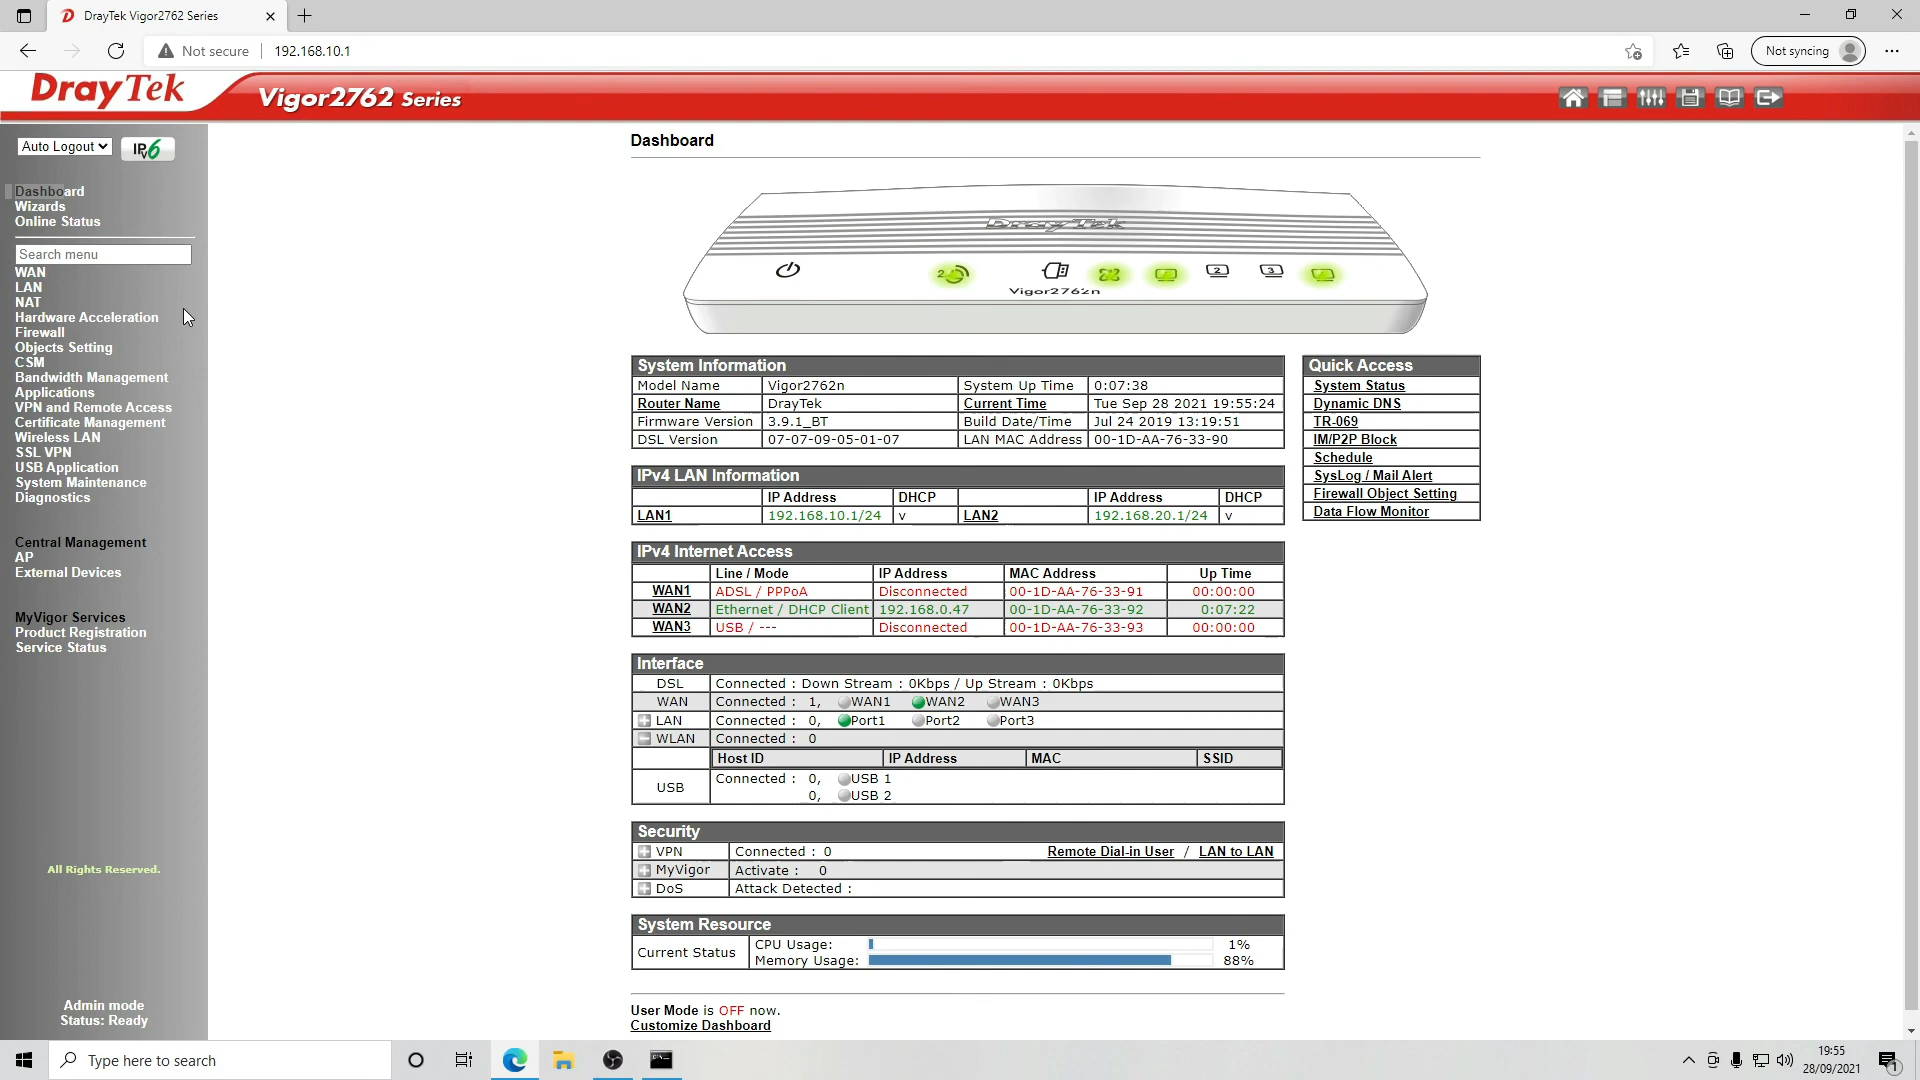 DrayTek Vigor2762 Series
Not secure
192.168.10.1
Not syncing
DrayTek
Vigor2762 Series
Auto Logout
IPv6
Dashboard
Wizards
Online Status
Search menu
WAN
LAN
NAT
Hardware Acceleration
Firewall
Objects Setting
CSM
Bandwidth Management
Applications
VPN and Remote Access
Certificate Management
Wireless LAN
SSL VPN
USB Application
System Maintenance
Diagnostics
Central Management
AP
External Devices
MyVigor Services
Product Registration
Service Status
All Rights Reserved.
Admin mode
Status: Ready
Dashboard
DrayTek
2 3
Vigor2762n
System Information
Model Name Vigor2762n System Up Time 0:07:38
Router Name DrayTek Current Time Tue Sep 28 2021 19:55:24
Firmware Version 3.9.1_BT Build Date/Time Jul 24 2019 13:19:51
DSL Version 07-07-09-05-01-07 LAN MAC Address 00-1D-AA-76-33-90
IPv4 LAN Information
IP Address DHCP IP Address DHCP
LAN1 192.168.10.1/24 v LAN2 192.168.20.1/24 v
IPv4 Internet Access
Line / Mode IP Address MAC Address Up Time
WAN1 ADSL / PPPoA Disconnected 00-1D-AA-76-33-91 00:00:00
WAN2 Ethernet / DHCP Client 192.168.0.47 00-1D-AA-76-33-92 0:07:22
WAN3 USB / --- Disconnected 00-1D-AA-76-33-93 00:00:00
Interface
DSL Connected : Down Stream : 0Kbps / Up Stream : 0Kbps
WAN Connected : 1, WAN1 WAN2 WAN3
LAN Connected : 0, Port1 Port2 Port3
WLAN Connected : 0
Host ID IP Address MAC SSID
USB Connected : 0, USB 1
0, USB 2
Security
VPN Connected : 0 Remote Dial-in User / LAN to LAN
MyVigor Activate : 0
DoS Attack Detected :
System Resource
Current Status CPU Usage: 1%
Memory Usage: 88%
User Mode is OFF now.
Customize Dashboard
Quick Access
System Status
Dynamic DNS
TR-069
IM/P2P Block
Schedule
SysLog / Mail Alert
Firewall Object Setting
Data Flow Monitor
Type here to search
19:55
28/09/2021
1